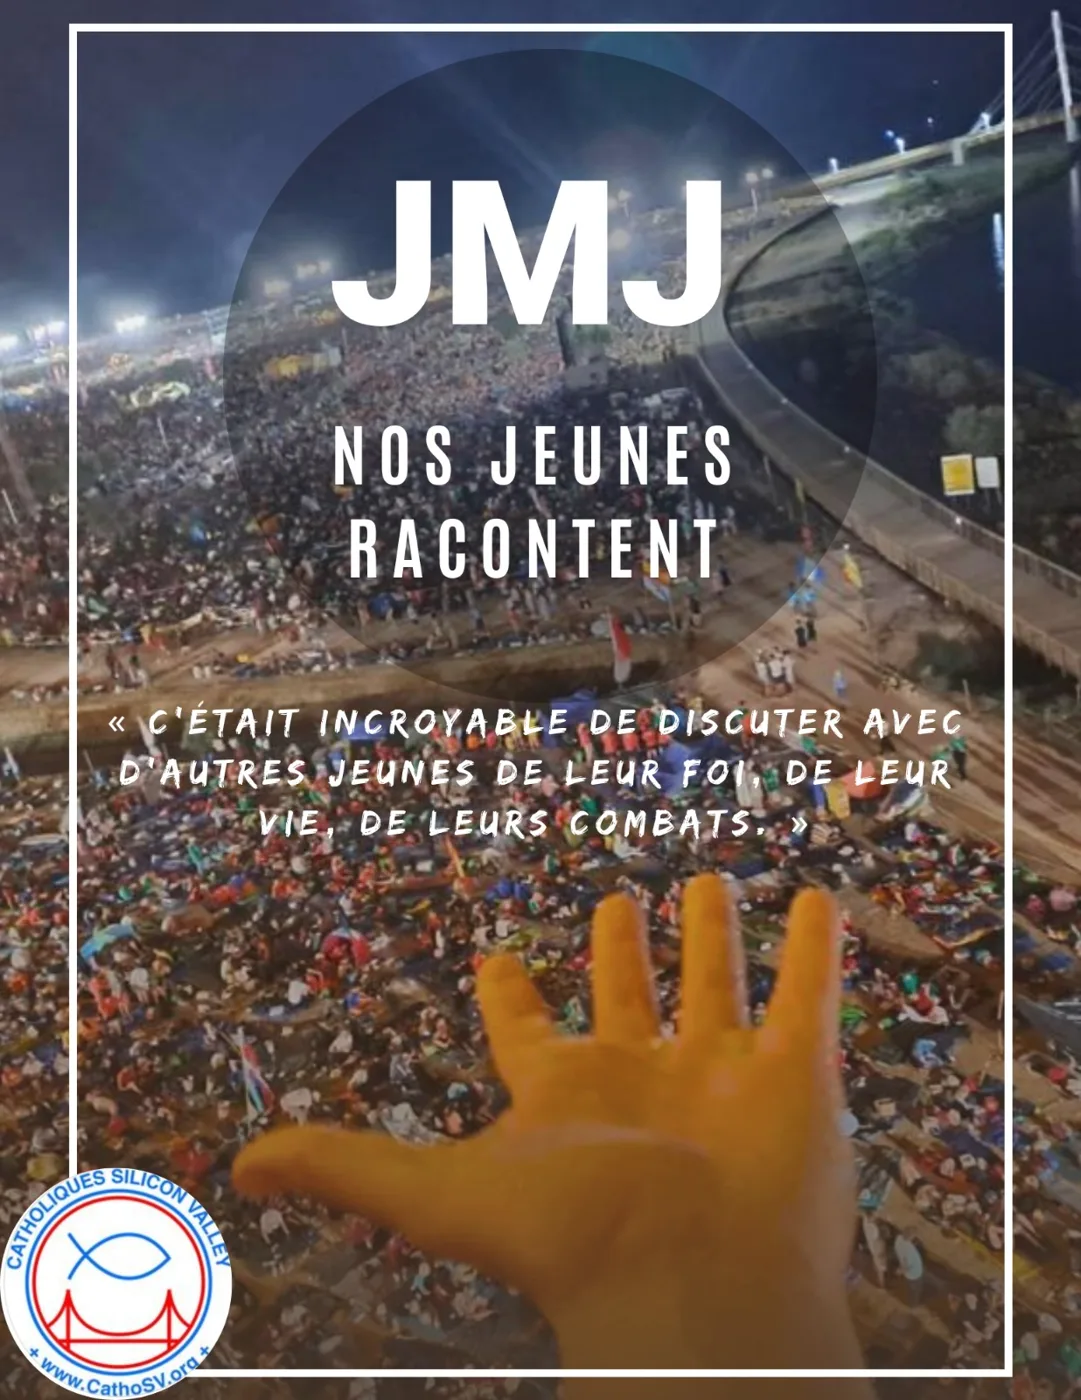 JMJ
NOS JEUNES
RACONTENT
« C'ÉTAIT INCROYABLE DE DISCUTER AVEC
D'AUTRES JEUNES DE LEUR FOI, DE LEUR
VIE, DE LEURS COMBATS. »
CATHOLIQUES SILICON VALLEY
+ www.CathoSV.org +